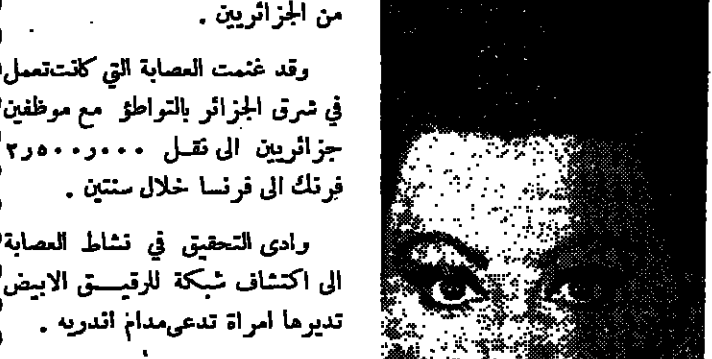 من الجزائريين .
وقد غنمت العصابة التي كانت تعمل
في شرق الجزائر بالتواطؤ مع موظفين
جزائريين الى نقل ٢٫٥٠٠٫٠٠٠
فرنك الى فرنسا خلال سنتين .
وادى التحقيق في نشاط العصابة
الى اكتشاف شبكة للرقيق الابيض
تديرها امراة تدعى مدام اندريه .